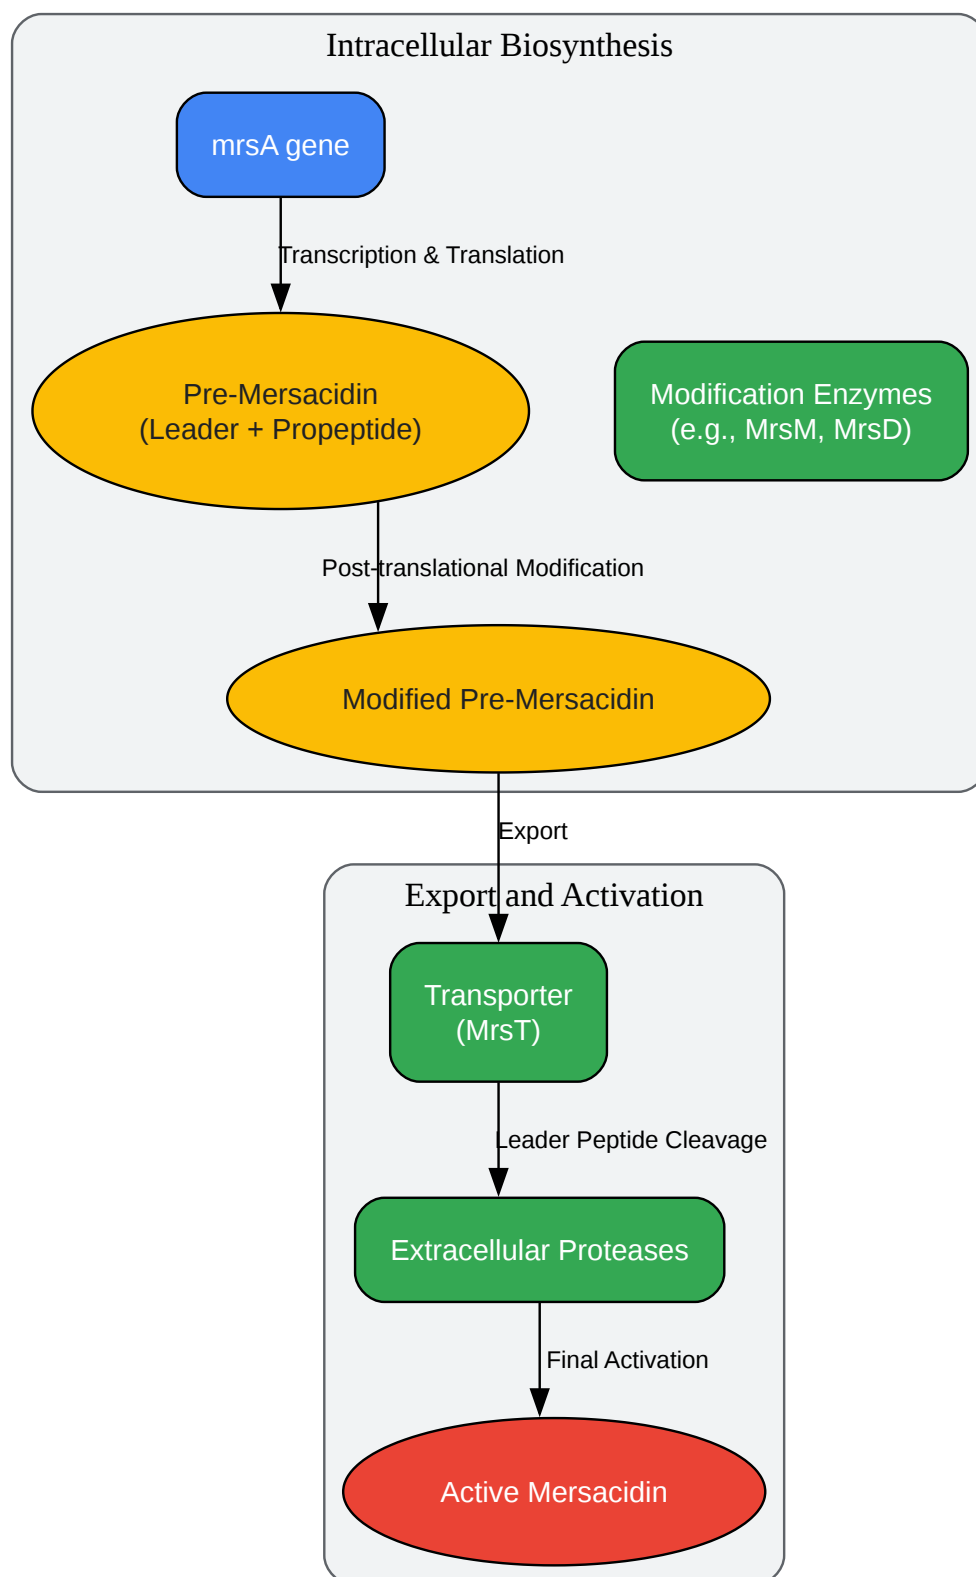 Intracellular Biosynthesis
mrsA gene
Transcription & Translation
Pre-Mersacidin
(Leader + Propeptide)
Modification Enzymes
(e.g., MrsM, MrsD)
Post-translational Modification
Modified Pre-Mersacidin
Export
Export and Activation
Transporter
(MrsT)
Leader Peptide Cleavage
Extracellular Proteases
Final Activation
Active Mersacidin